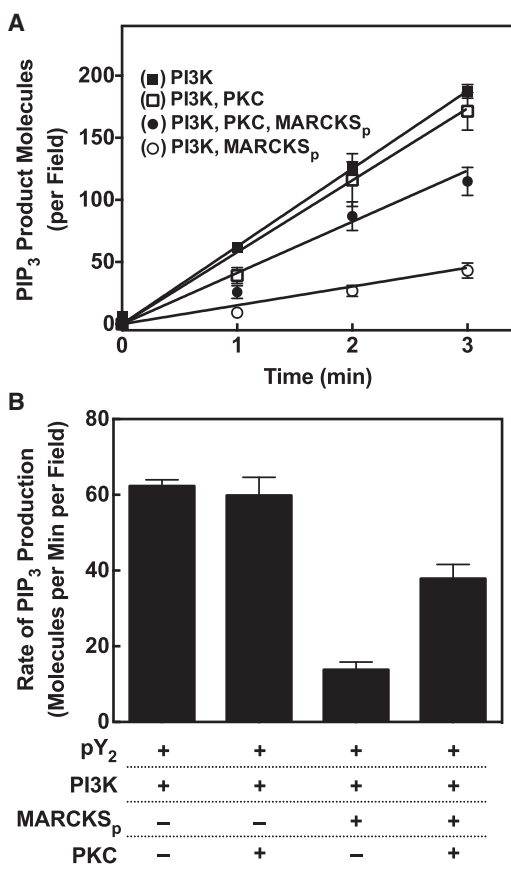 A
PIP3 Product Molecules
(per Field)
200
150
100
50
0
(■) PI3K
(□) PI3K, PKC
(●) PI3K, PKC, MARCKSp
(○) PI3K, MARCKSp
0 1 2 3
Time (min)
B
Rate of PIP3 Production
(Molecules per Min per Field)
80
60
40
20
0
pY2 + + + +
PI3K + + + +
MARCKSp – – + +
PKC – + – +